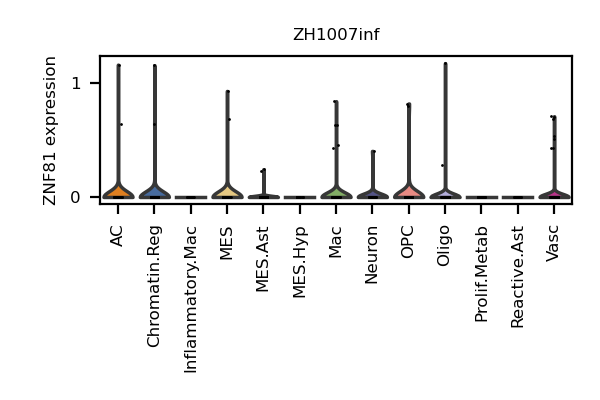 ZH1007inf
ZNF81 expression
1
0
AC
Chromatin.Reg
Inflammatory.Mac
MES
MES.Ast
MES.Hyp
Mac
Neuron
OPC
Oligo
Prolif.Metab
Reactive.Ast
Vasc